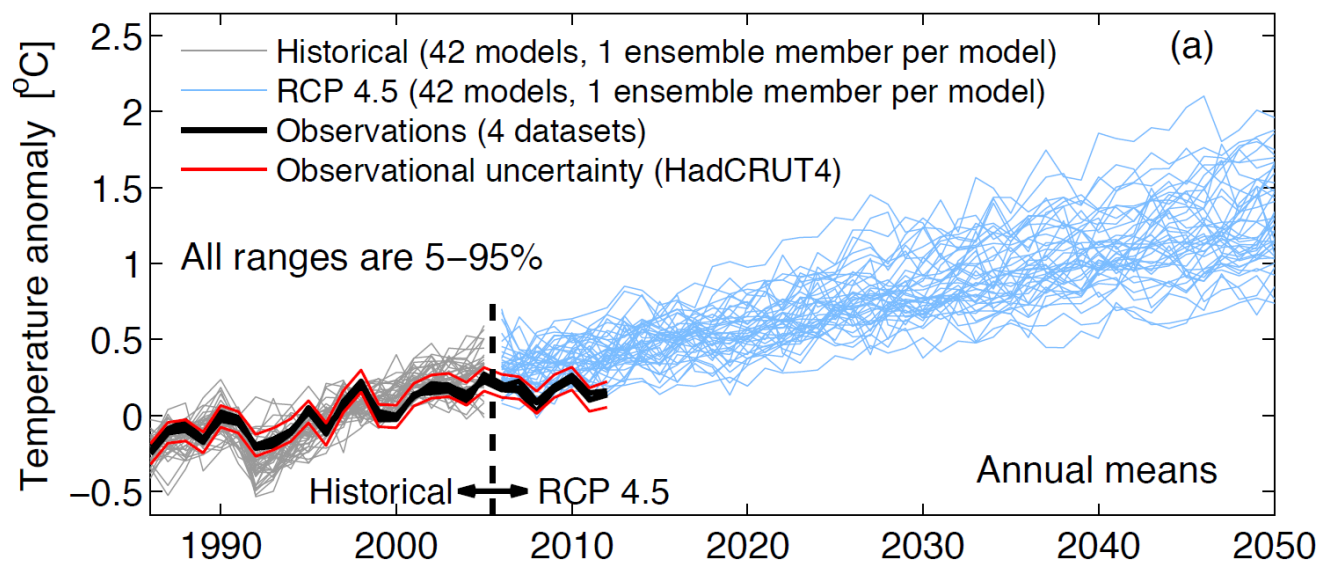 2.5
2
1.5
1
0.5
0
−0.5
Temperature anomaly [°C]
Historical (42 models, 1 ensemble member per model)
(a)
RCP 4.5 (42 models, 1 ensemble member per model)
Observations (4 datasets)
Observational uncertainty (HadCRUT4)
All ranges are 5−95%
Historical RCP 4.5
Annual means
1990 2000 2010 2020 2030 2040 2050